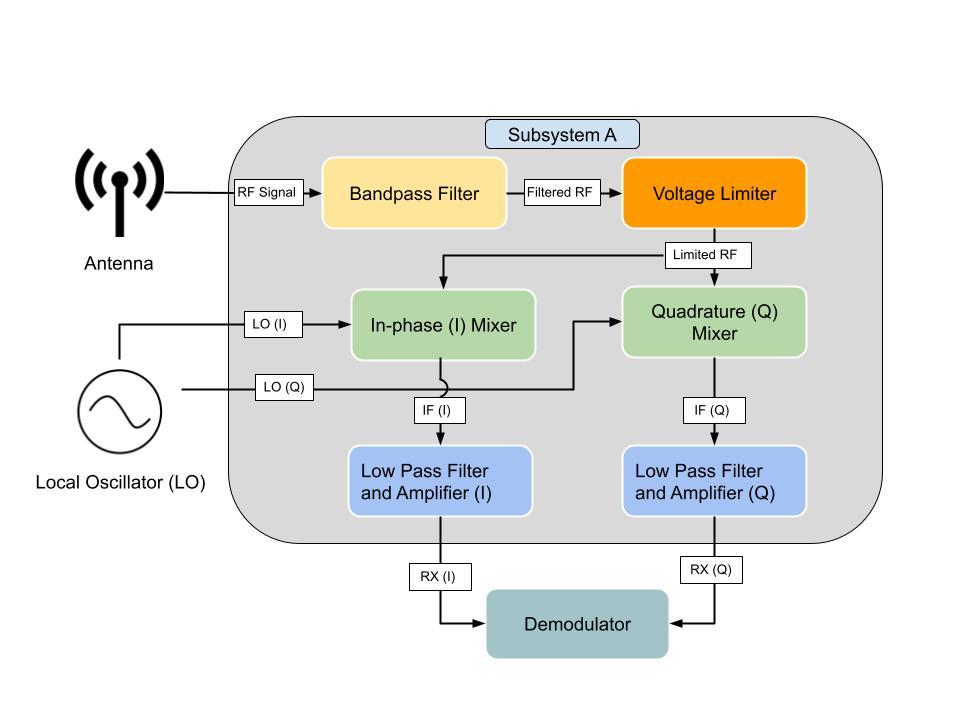 Subsystem A
RF Signal
Bandpass Filter
Filtered RF
Voltage Limiter
Antenna
Limited RF
LO (I)
In-phase (I) Mixer
Quadrature (Q)
Mixer
LO (Q)
IF (I)
IF (Q)
Local Oscillator (LO)
Low Pass Filter
and Amplifier (I)
Low Pass Filter
and Amplifier (Q)
RX (I)
RX (Q)
Demodulator